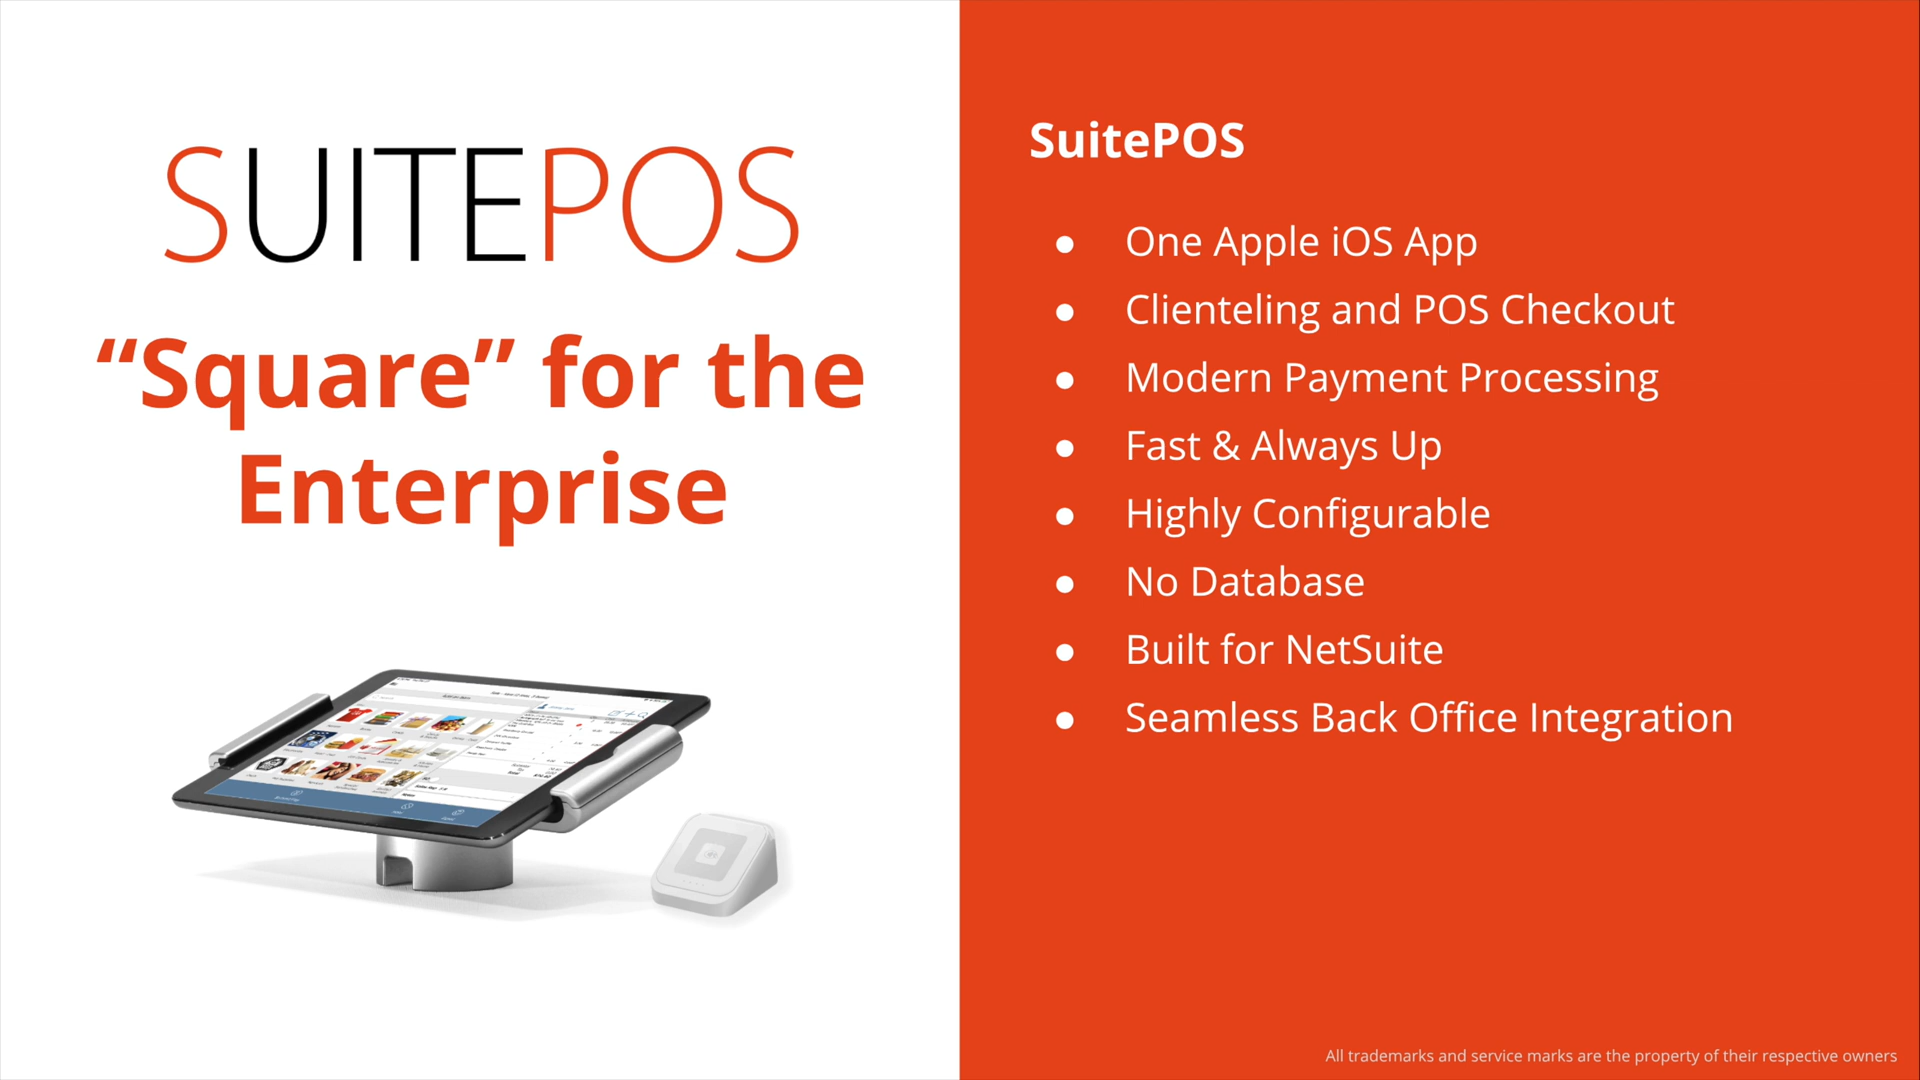 SUITEPOS
“Square” for the
Enterprise
SuitePOS
● One Apple iOS App
● Clienteling and POS Checkout
● Modern Payment Processing
● Fast & Always Up
● Highly Configurable
● No Database
● Built for NetSuite
● Seamless Back Office Integration
All trademarks and service marks are the property of their respective owners